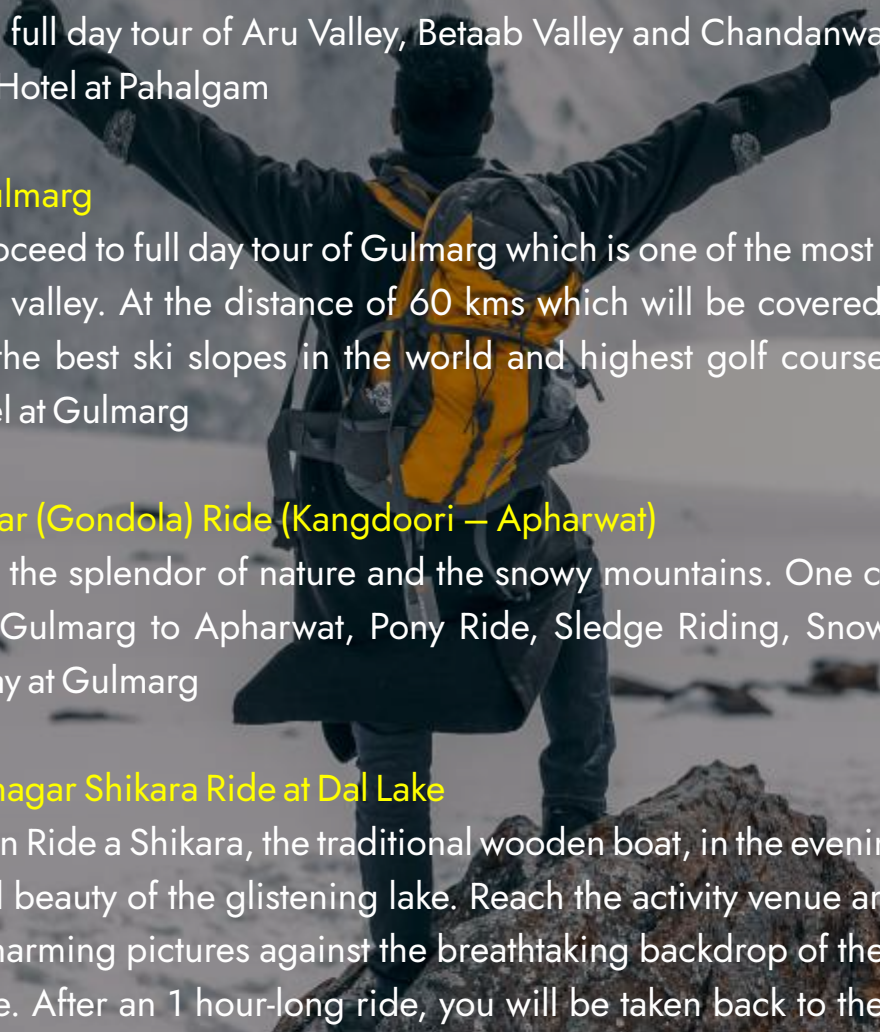 full day tour of Aru Valley, Betaab Valley and Chandanwa
Hotel at Pahalgam
ulmarg
oceed to full day tour of Gulmarg which is one of the most
valley. At the distance of 60 kms which will be covered
the best ski slopes in the world and highest golf course
el at Gulmarg
ar (Gondola) Ride (Kangdoori – Apharwat)
the splendor of nature and the snowy mountains. One c
Gulmarg to Apharwat, Pony Ride, Sledge Riding, Snow
ay at Gulmarg
nagar Shikara Ride at Dal Lake
n Ride a Shikara, the traditional wooden boat, in the evenin
l beauty of the glistening lake. Reach the activity venue an
harming pictures against the breathtaking backdrop of the
e. After an 1 hour-long ride, you will be taken back to the